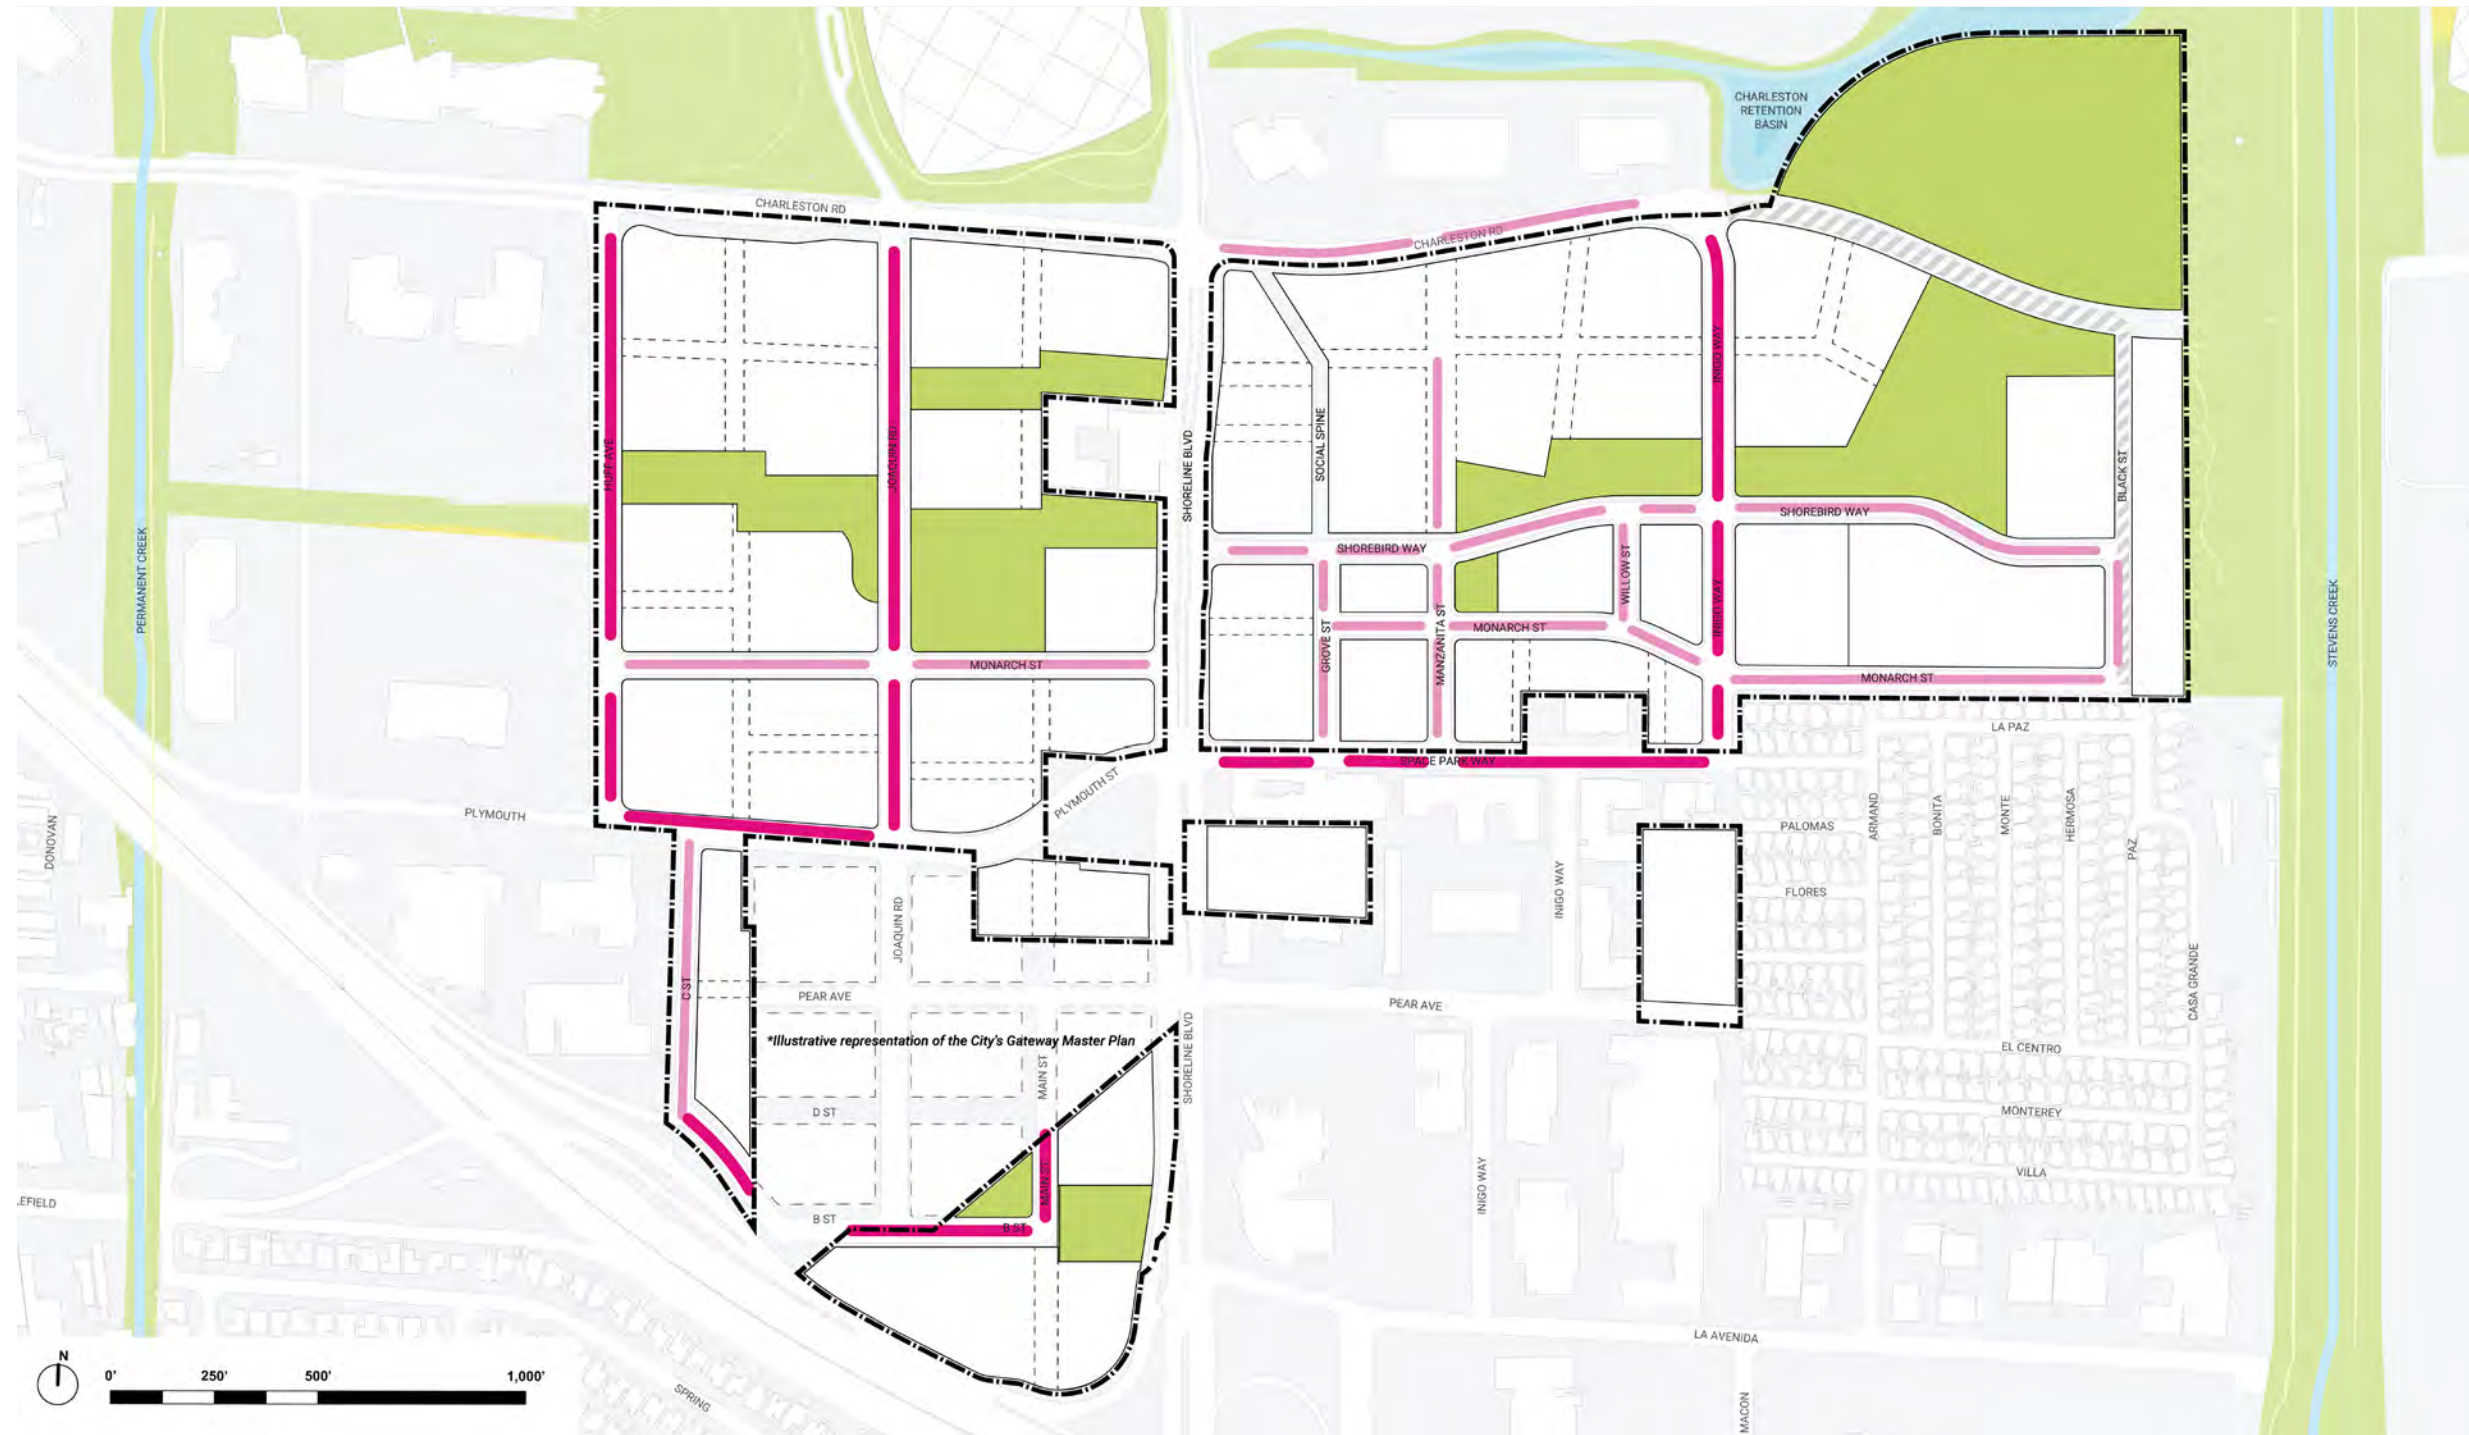 CHARLESTON
RETENTION
BASIN
CHARLESTON RD
CHARLESTON RD
INIGO WAY
HUFF AVE
JOAQUIN RD
SHORELINE BLVD
SOCIAL SPINE
BLACK ST
SHOREBIRD WAY
SHOREBIRD WAY
PERMANENT CREEK
WILLOW ST
INIGO WAY
STEVENS CREEK
GROVE ST
MANZANITA ST
MONARCH ST
MONARCH ST
MONARCH ST
LA PAZ
SPACE PARK WAY
PLYMOUTH ST
PLYMOUTH
DONOVAN
PALOMAS
ARMAND
BONITA
MONTE
HERMOSA
PAZ
FLORES
JOAQUIN RD
INIGO WAY
C ST
PEAR AVE
PEAR AVE
CASA GRANDE
*Illustrative representation of the City's Gateway Master Plan
MAIN ST
SHORELINE BLVD
EL CENTRO
D ST
MONTEREY
MAIN ST
INIGO WAY
VILLA
LEFIELD
B ST
B ST
LA AVENIDA
N
0'
250'
500'
1,000'
SPRING
MACON